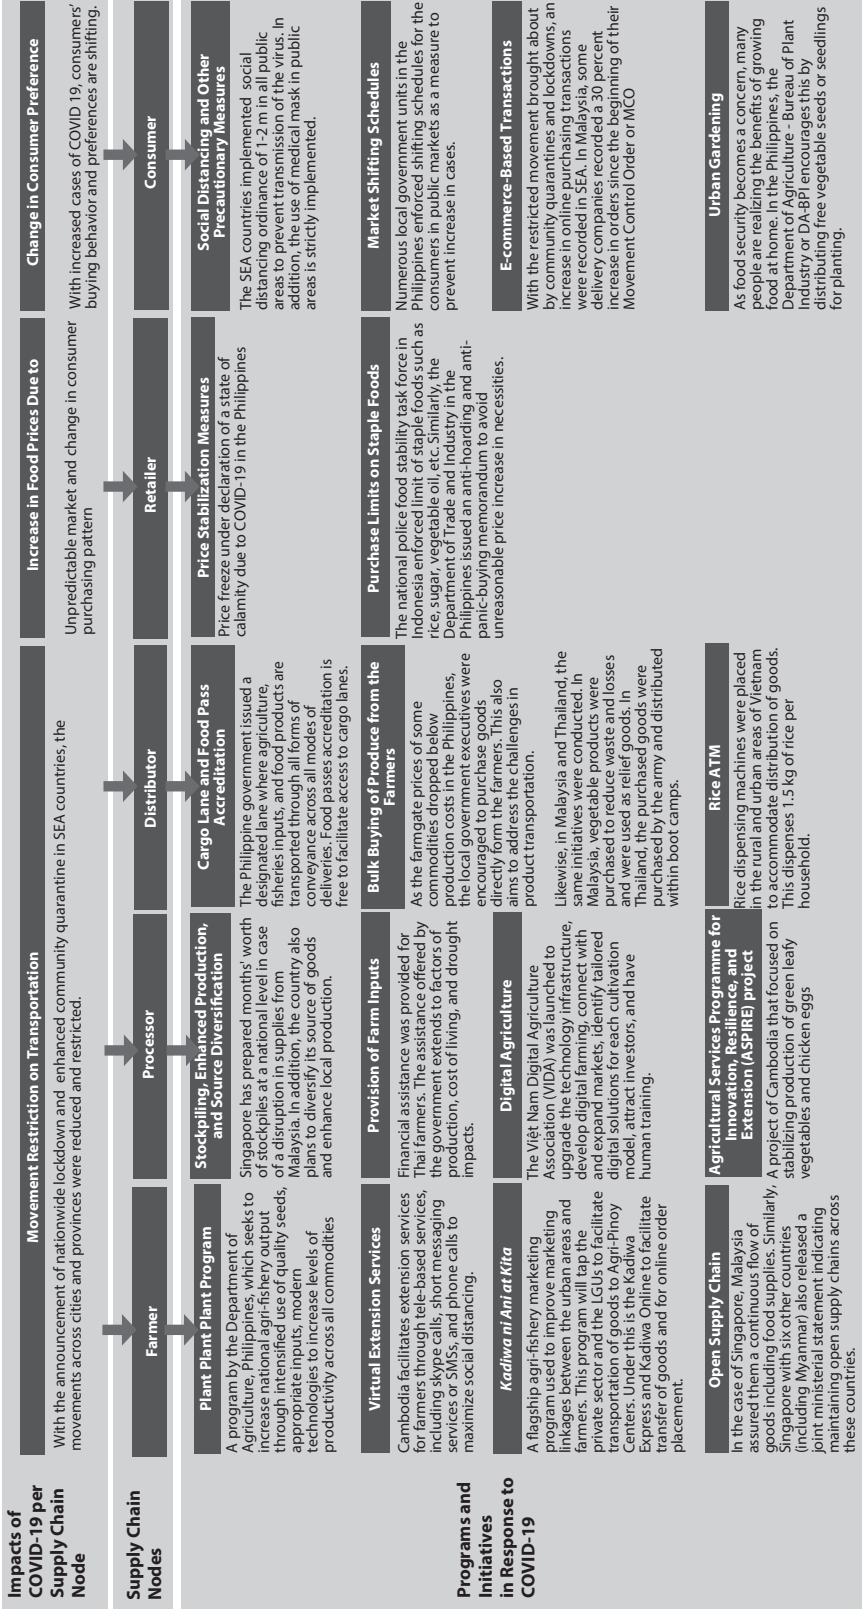 Impacts of
COVID-19 per
Supply Chain
Node
Movement Restriction on Transportation
With the announcement of nationwide lockdown and enhanced community quarantine in SEA countries, the
movements across cities and provinces were reduced and restricted.
Increase in Food Prices Due to
Unpredictable market and change in consumer
purchasing pattern
Change in Consumer Preference
With increased cases of COVID 19, consumers'
buying behavior and preferences are shifting.
Supply Chain
Nodes
Farmer
Processor
Distributor
Retailer
Consumer
Programs and
Initiatives
in Response to
COVID-19
Plant Plant Plant Program
A program by the Department of
Agriculture, Philippines, which seeks to
increase national agri-fishery output
through intensified use of quality seeds,
appropriate inputs, modern
technologies to increase levels of
productivity across all commodities
Stockpiling, Enhanced Production,
and Source Diversification
Singapore has prepared months' worth
of stockpiles at a national level in case
of a disruption in supplies from
Malaysia. In addition, the country also
plans to diversify its source of goods
and enhance local production.
Cargo Lane and Food Pass
Accreditation
The Philippine government issued a
designated lane where agriculture,
fisheries inputs, and food products are
transported through all forms of
conveyance across all modes of
deliveries. Food passes accreditation is
free to facilitate access to cargo lanes.
Price Stabilization Measures
Price freeze under declaration of a state of
calamity due to COVID-19 in the Philippines
Social Distancing and Other
Precautionary Measures
The SEA countries implemented social
distancing ordinance of 1-2 m in all public
areas to prevent transmission of the virus. In
addition, the use of medical mask in public
areas is strictly implemented.
Virtual Extension Services
Cambodia facilitates extension services
for farmers through tele-based services,
including skype calls, short messaging
services or SMSs, and phone calls to
maximize social distancing.
Provision of Farm Inputs
Financial assistance was provided for
Thai farmers. The assistance offered by
the government extends to factors of
production, cost of living, and drought
impacts.
Bulk Buying of Produce from the
Farmers
As the farmgate prices of some
commodities dropped below
production costs in the Philippines,
the local government executives were
encouraged to purchase goods
directly form the farmers. This also
aims to address the challenges in
product transportation.
Likewise, in Malaysia and Thailand, the
same initiatives were conducted. In
Malaysia, vegetable products were
purchased to reduce waste and losses
and were used as relief goods. In
Thailand, the purchased goods were
purchased by the army and distributed
within boot camps.
Purchase Limits on Staple Foods
The national police food stability task force in
Indonesia enforced limit of staple foods such as
rice, sugar, vegetable oil, etc. Similarly, the
Department of Trade and Industry in the
Philippines issued an anti-hoarding and anti-
panic-buying memorandum to avoid
unreasonable price increase in necessities.
Market Shifting Schedules
Numerous local government units in the
Philippines enforced shifting schedules for the
consumers in public markets as a measure to
prevent increase in cases.
Kadiwa ni Ani at Kita
A flagship agri-fishery marketing
program used to improve marketing
linkages between the urban areas and
farmers. This program will tap the
private sector and the LGUs to facilitate
transportation of goods to Agri-Pinoy
Centers. Under this is the Kadiwa
Express and Kadiwa Online to facilitate
transfer of goods and for online order
placement.
Digital Agriculture
The Việt Nam Digital Agriculture
Association (VIDA) was launched to
upgrade the technology infrastructure,
develop digital farming, connect with
and expand markets, identify tailored
digital solutions for each cultivation
model, attract investors, and have
human training.
E-commerce-Based Transactions
With the restricted movement brought about
by community quarantines and lockdowns, an
increase in online purchasing transactions
were recorded in SEA. In Malaysia, some
delivery companies recorded a 30 percent
increase in orders since the beginning of their
Movement Control Order or MCO
Open Supply Chain
In the case of Singapore, Malaysia
assured them a continuous flow of
goods including food supplies. Similarly,
Singapore with six other countries
(including Myanmar) also released a
joint ministerial statement indicating
maintaining open supply chains across
these countries.
Agricultural Services Programme for
Innovation, Resilience, and
Extension (ASPIRE) project
A project of Cambodia that focused on
stabilizing production of green leafy
vegetables and chicken eggs
Rice ATM
Rice dispensing machines were placed
in the rural and urban areas of Vietnam
to accommodate distribution of goods.
This dispenses 1.5 kg of rice per
household.
Urban Gardening
As food security becomes a concern, many
people are realizing the benefits of growing
food at home. In the Philippines, the
Department of Agriculture - Bureau of Plant
Industry or DA-BPI encourages this by
distributing free vegetable seeds or seedlings
for planting.